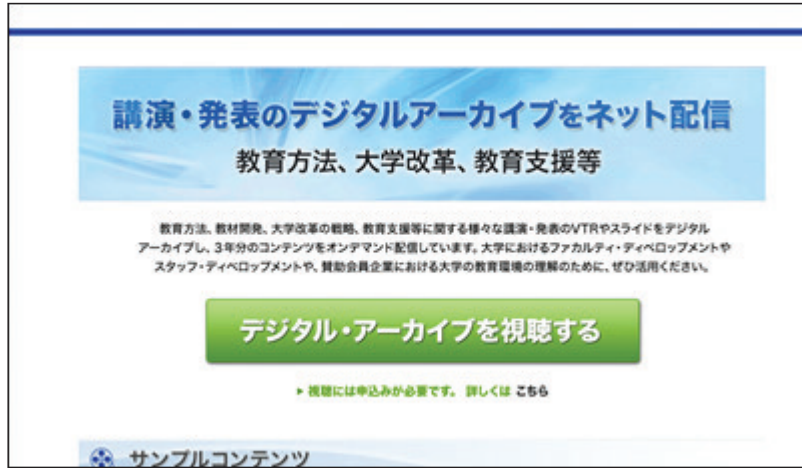 講演・発表のデジタルアーカイブをネット配信
教育方法、大学改革、教育支援等
教育方法、教材開発、大学改革の戦略、教育支援等に関する様々な講演・発表のVTRやスライドをデジタル
アーカイブし、3年分のコンテンツをオンデマンド配信しています。大学におけるファカルティ・ディベロップメントや
スタッフ・ディベロップメントや、賛助会員企業における大学の教育環境の理解のために、ぜひ活用ください。
デジタル・アーカイブを視聴する
▸ 視聴には申込みが必要です。 詳しくは こちら
サンプルコンテンツ